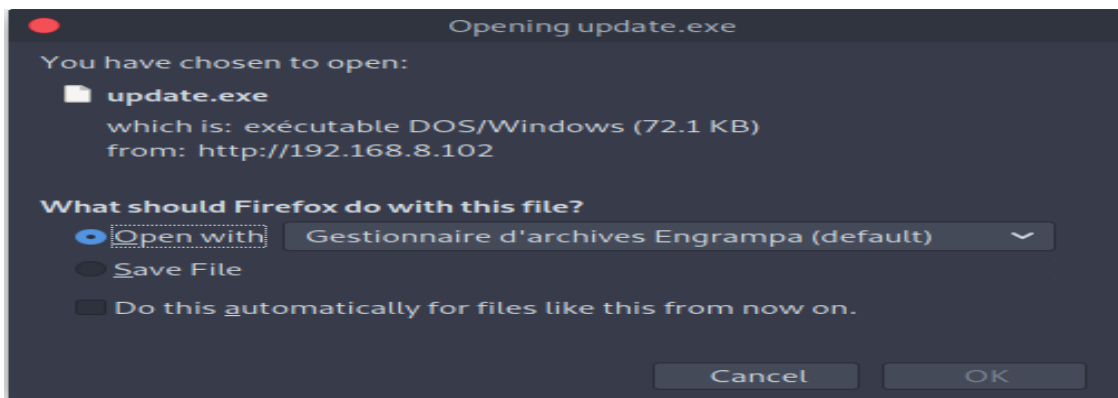 Opening update.exe
You have chosen to open:
update.exe
which is: exécutable DOS/Windows (72.1 KB)
from: http://192.168.8.102
What should Firefox do with this file?
Open with Gestionnaire d'archives Engrampa (default)
Save File
Do this automatically for files like this from now on.
Cancel OK